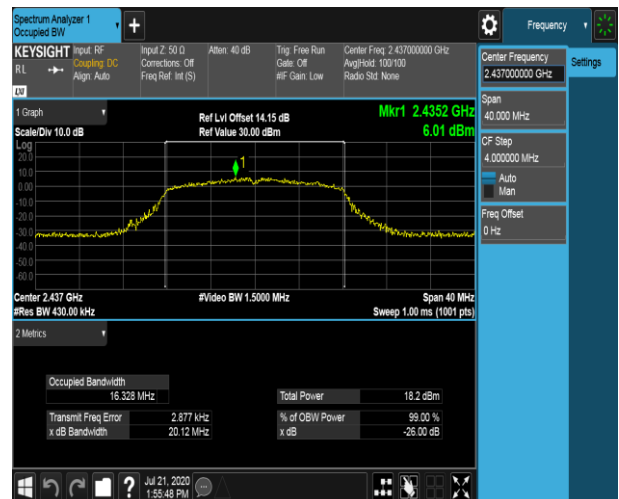 Spectrum Analyzer 1
Occupied BW
+
Frequency
KEYSIGHT
RL
Input: RF
Coupling: DC
Align: Auto
Input Z: 50 Ω
Corrections: Off
Freq Ref: Int (S)
Atten: 40 dB
Trig: Free Run
Gate: Off
#IF Gain: Low
Center Freq: 2.437000000 GHz
Avg|Hold: 100/100
Radio Std: None
LXI
Center Frequency
2.437000000 GHz
Settings
Span
40.000 MHz
CF Step
4.000000 MHz
Auto
Man
Freq Offset
0 Hz
1 Graph
Scale/Div 10.0 dB
Ref Lvl Offset 14.15 dB
Ref Value 30.00 dBm
Mkr1 2.4352 GHz
6.01 dBm
Log
20.0
10.0
0.00
-10.0
-20.0
-30.0
-40.0
-50.0
-60.0
1
Center 2.437 GHz
#Res BW 430.00 kHz
#Video BW 1.5000 MHz
Span 40 MHz
Sweep 1.00 ms (1001 pts)
2 Metrics
Occupied Bandwidth
16.328 MHz
Total Power 18.2 dBm
Transmit Freq Error 2.877 kHz
% of OBW Power 99.00 %
x dB Bandwidth 20.12 MHz
x dB -26.00 dB
?
Jul 21, 2020
1:55:48 PM